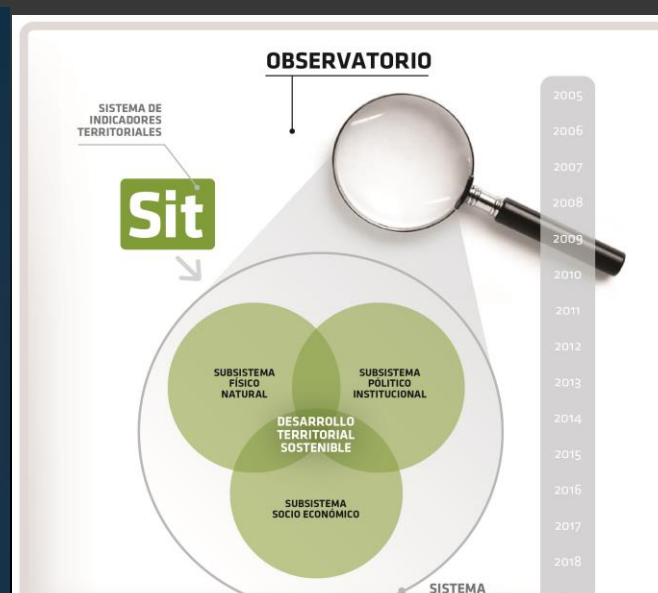 OBSERVATORIO
SISTEMA DE
INDICADORES
TERRITORIALES
Sit
SUBSISTEMA
FÍSICO
NATURAL
SUBSISTEMA
PÓLITICO
INSTITUCIONAL
DESARROLLO
TERRITORIAL
SOSTENIBLE
SUBSISTEMA
SOCIO ECONÓMICO
SISTEMA
2005
2006
2007
2008
2009
2010
2011
2012
2013
2014
2015
2016
2017
2018